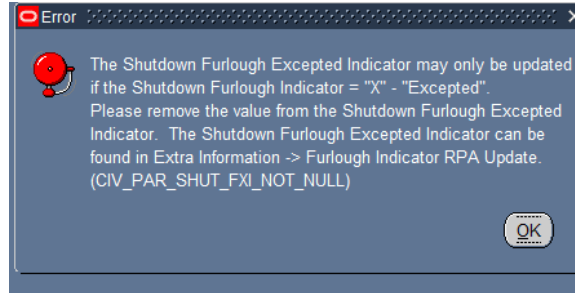 Error
The Shutdown Furlough Excepted Indicator may only be updated
if the Shutdown Furlough Indicator = "X" - "Excepted".
Please remove the value from the Shutdown Furlough Excepted
Indicator.  The Shutdown Furlough Excepted Indicator can be
found in Extra Information -> Furlough Indicator RPA Update.
(CIV_PAR_SHUT_FXI_NOT_NULL)
OK